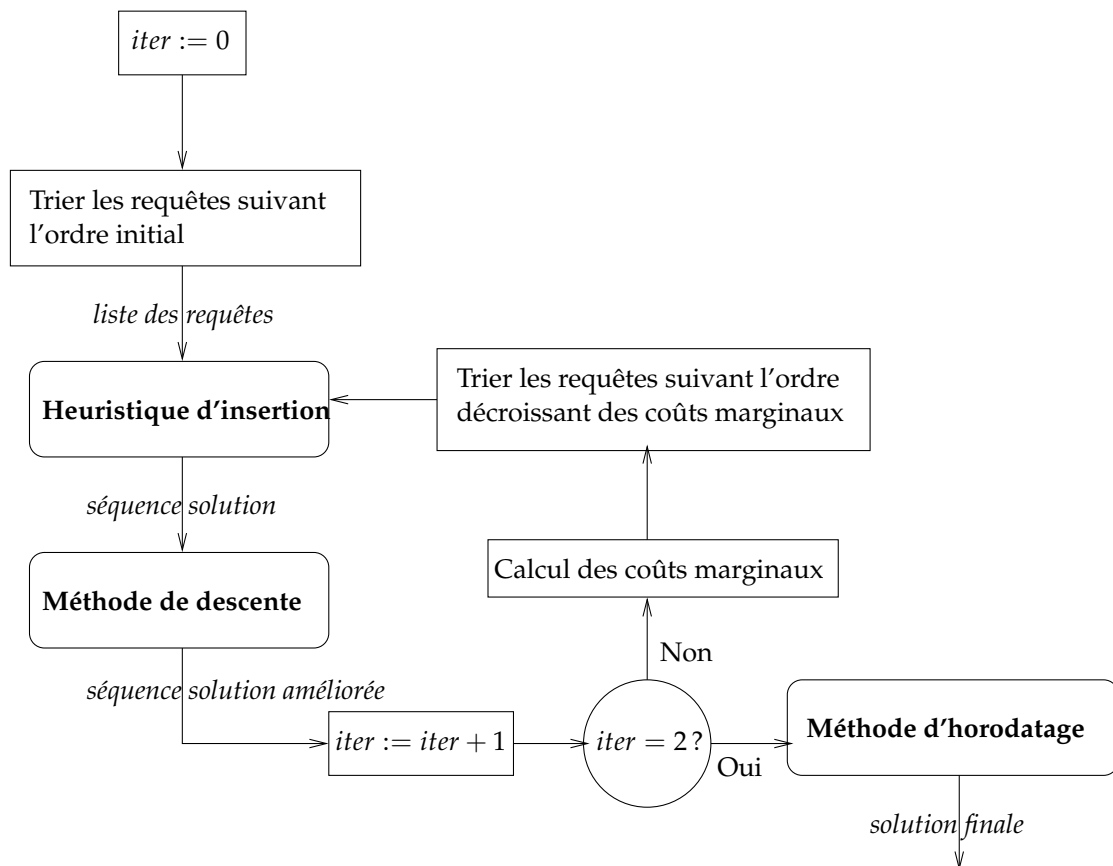 iter := 0
Trier les requêtes suivant
l'ordre initial
liste des requêtes
Heuristique d'insertion
Trier les requêtes suivant l'ordre
décroissant des coûts marginaux
séquence solution
Calcul des coûts marginaux
Méthode de descente
Non
séquence solution améliorée
iter := iter + 1
iter = 2 ?
Oui
Méthode d'horodatage
solution finale